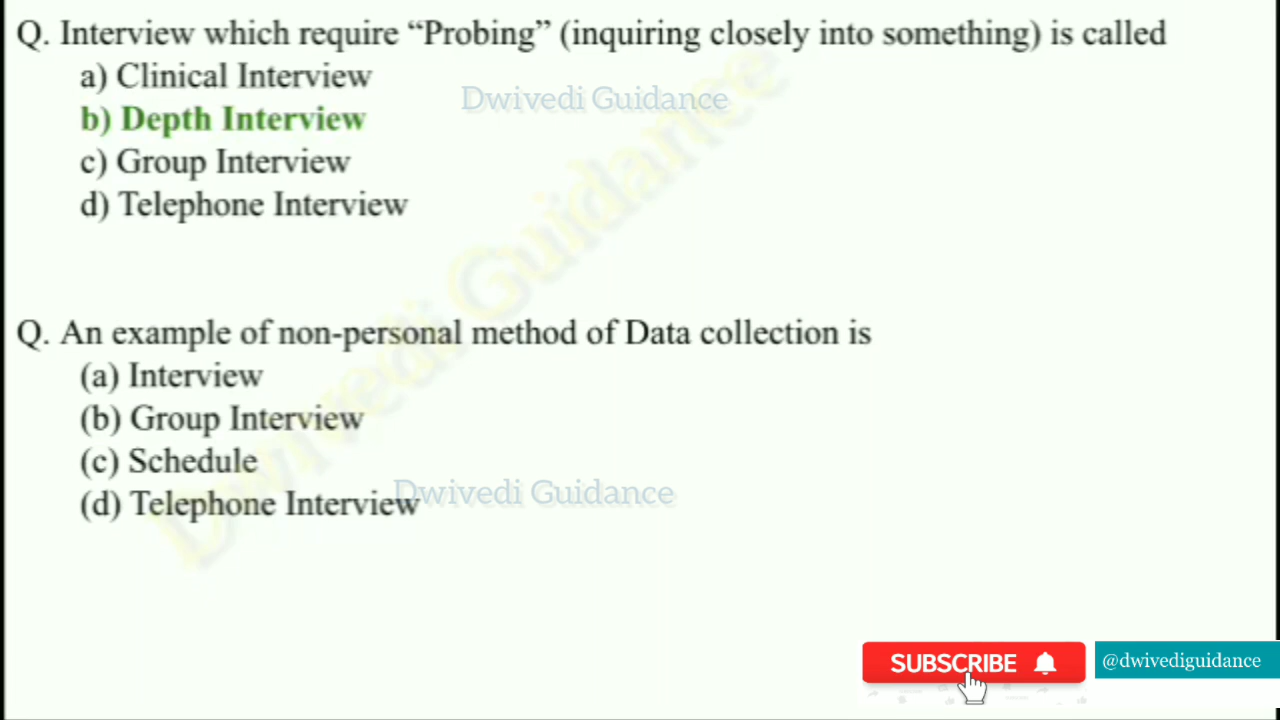 Q. Interview which require “Probing” (inquiring closely into something) is called
a) Clinical Interview
Dwivedi Guidance
b) Depth Interview
c) Group Interview
d) Telephone Interview
Dwivedi Guidance
Q. An example of non-personal method of Data collection is
(a) Interview
(b) Group Interview
(c) Schedule
(d) Telephone Interview
Dwivedi Guidance
SUBSCRIBE
@dwivediguidance